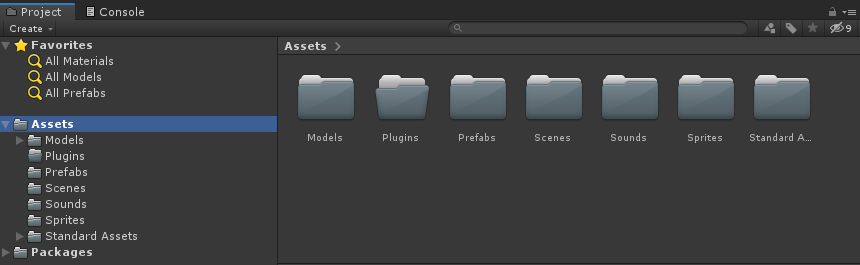 Project Console
Create 9
Favorites
All Materials
All Models
All Prefabs
Assets
Models
Plugins
Prefabs
Scenes
Sounds
Sprites
Standard Assets
Packages
Assets
Models Plugins Prefabs Scenes Sounds Sprites Standard A...